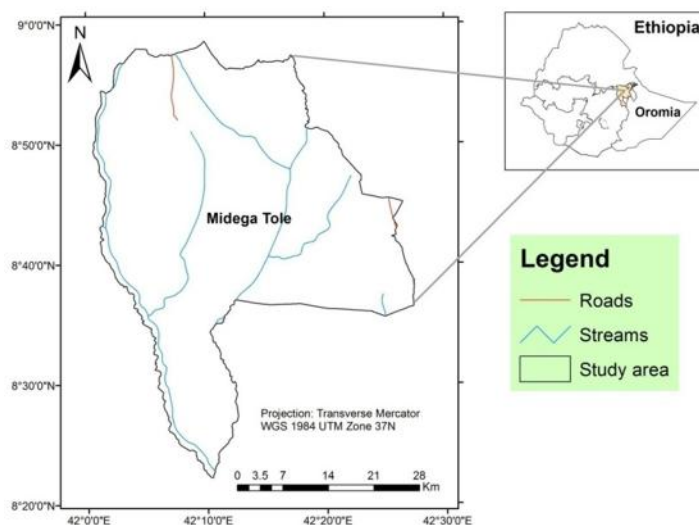 9°0'0"N
8°50'0"N
8°40'0"N
8°30'0"N
8°20'0"N
42°0'0"E
42°10'0"E
42°20'0"E
42°30'0"E
N
Midega Tole
Ethiopia
Oromia
Legend
Roads
Streams
Study area
Projection: Transverse Mercator
WGS 1984 UTM Zone 37N
0 3.5 7 14 21 28
Km